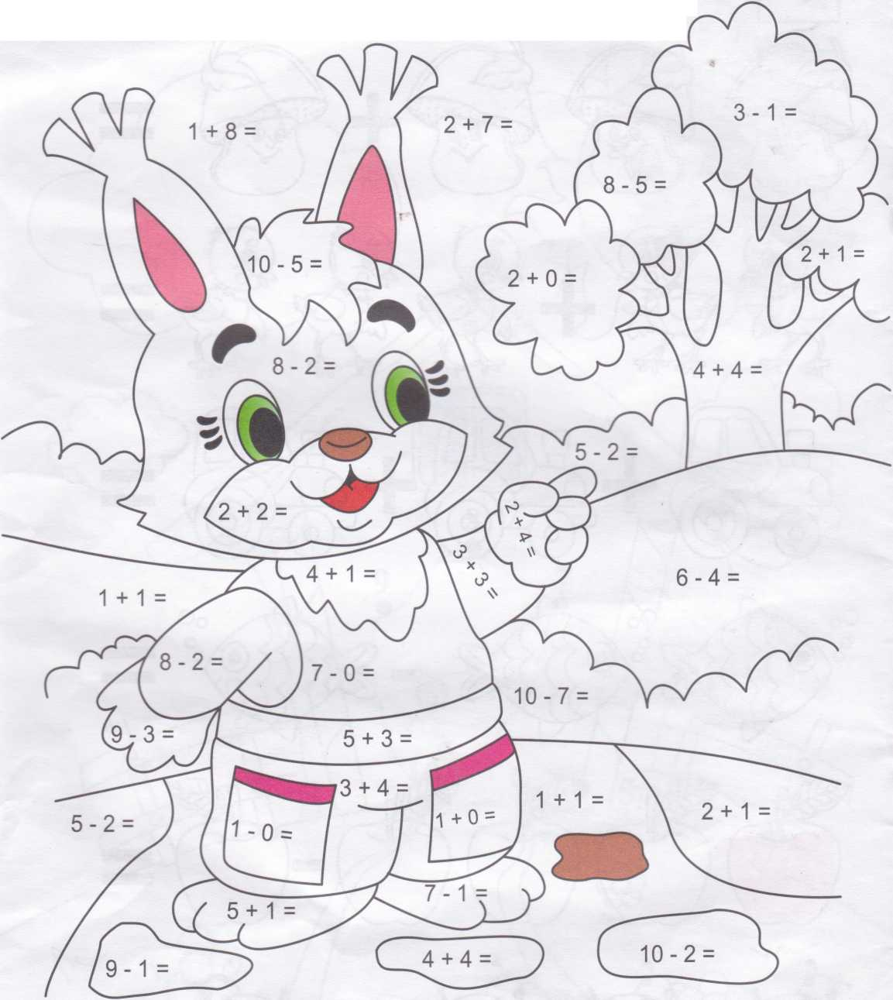 3 - 1 =
1 + 8 =
2 + 7 =
8 - 5 =
2 + 1 =
10 - 5 =
2 + 0 =
8 - 2 =
4 + 4 =
5 - 2 =
2 + 2 =
2 + 4 =
3 + 3 =
4 + 1 =
6 - 4 =
1 + 1 =
8 - 2 =
7 - 0 =
10 - 7 =
9 - 3 =
5 + 3 =
3 + 4 =
1 + 1 =
2 + 1 =
5 - 2 =
1 - 0 =
1 + 0 =
7 - 1 =
5 + 1 =
9 - 1 =
4 + 4 =
10 - 2 =